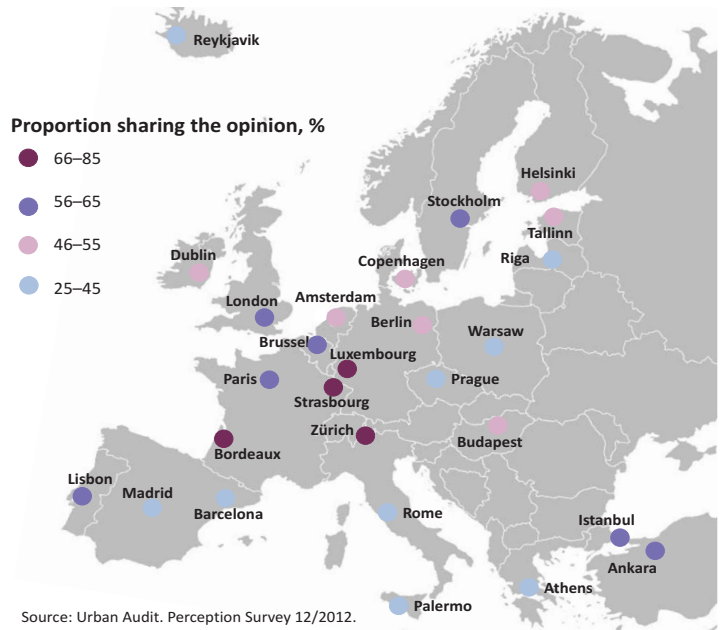 Reykjavik
Proportion sharing the opinion, %
66–85
56–65
46–55
25–45
Helsinki
Stockholm
Tallinn
Dublin
Copenhagen
Riga
London
Amsterdam
Berlin
Warsaw
Brussel
Luxembourg
Paris
Prague
Strasbourg
Zürich
Budapest
Bordeaux
Lisbon
Madrid
Barcelona
Rome
Istanbul
Ankara
Athens
Palermo
Source: Urban Audit. Perception Survey 12/2012.